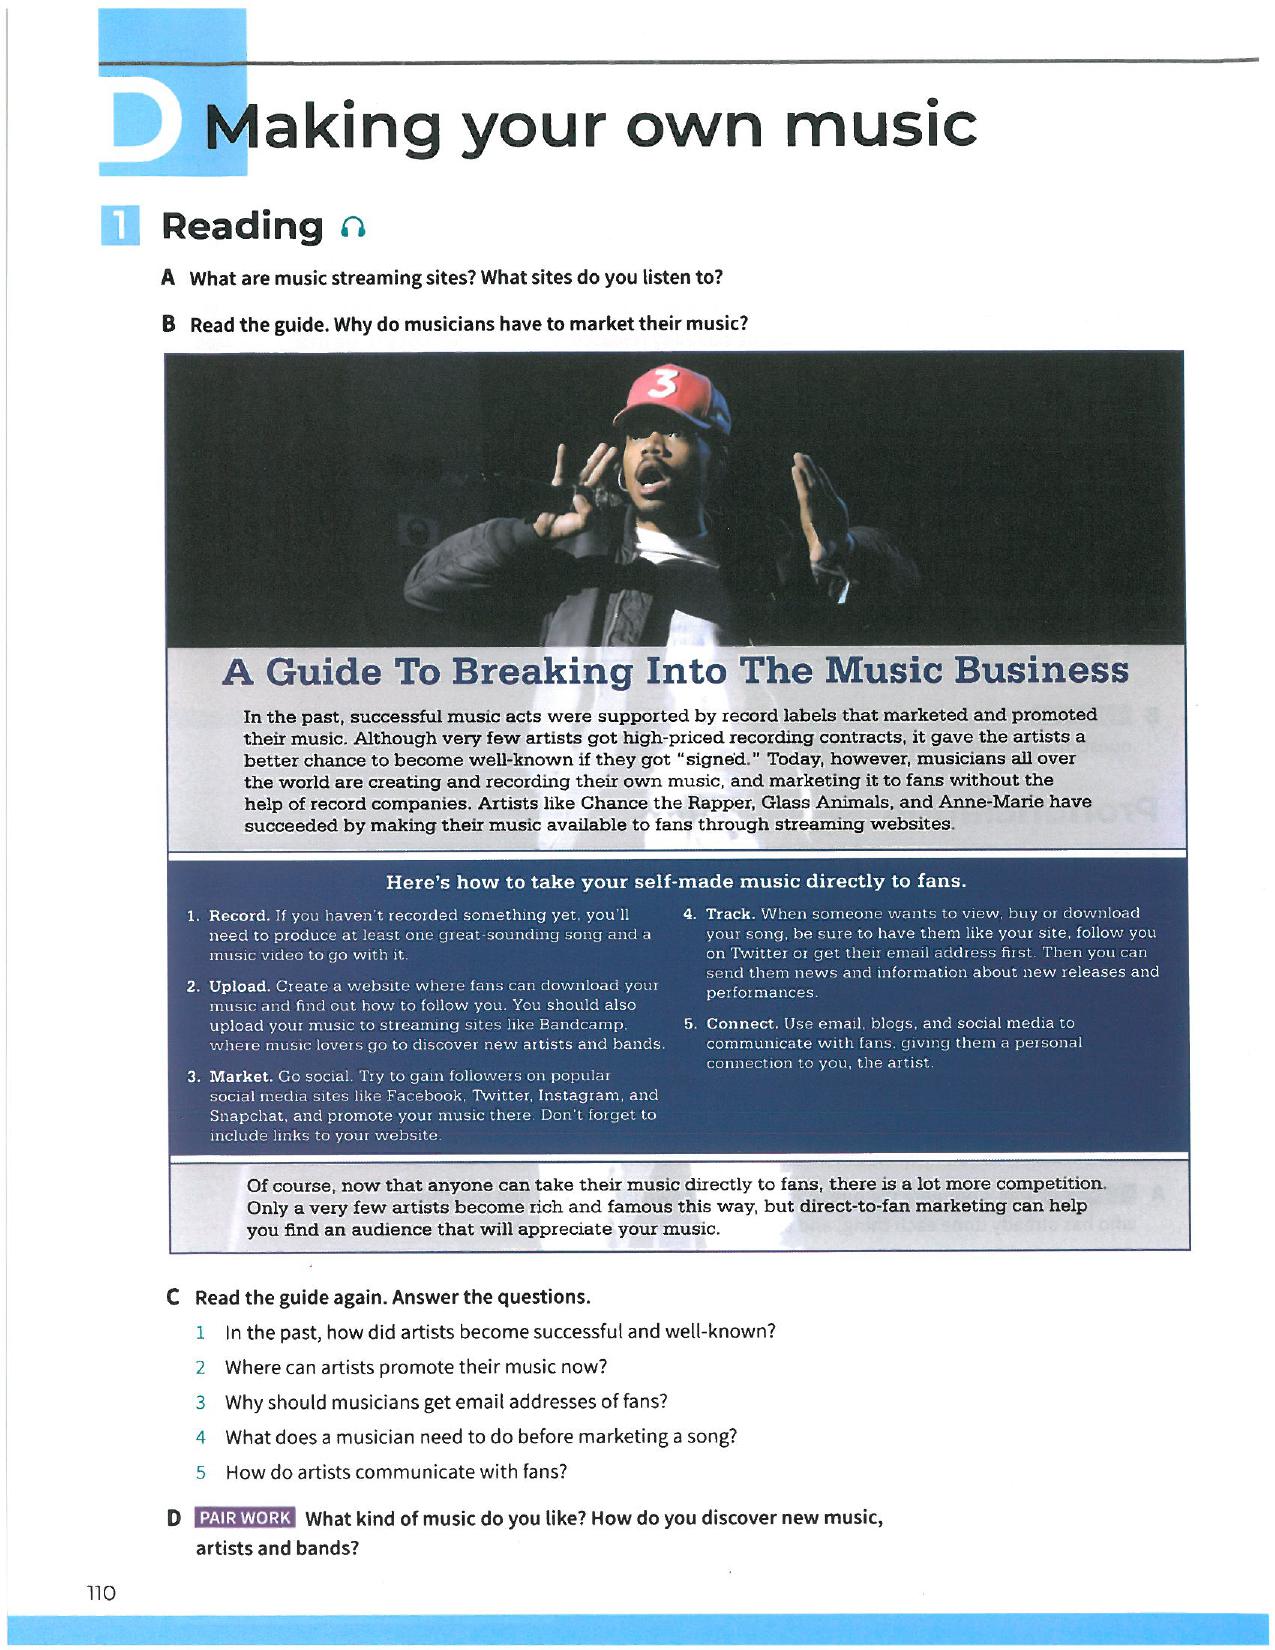 D Making your own music
1 Reading
A What are music streaming sites? What sites do you listen to?
B Read the guide. Why do musicians have to market their music?
3
A Guide To Breaking Into The Music Business
In the past, successful music acts were supported by record labels that marketed and promoted
their music. Although very few artists got high-priced recording contracts, it gave the artists a
better chance to become well-known if they got "signed." Today, however, musicians all over
the world are creating and recording their own music, and marketing it to fans without the
help of record companies. Artists like Chance the Rapper, Glass Animals, and Anne-Marie have
succeeded by making their music available to fans through streaming websites.
Here's how to take your self-made music directly to fans.
1. Record. If you haven't recorded something yet, you'll
need to produce at least one great-sounding song and a
music video to go with it.
2. Upload. Create a website where fans can download your
music and find out how to follow you. You should also
upload your music to streaming sites like Bandcamp,
where music lovers go to discover new artists and bands.
3. Market. Go social. Try to gain followers on popular
social media sites like Facebook, Twitter, Instagram, and
Snapchat, and promote your music there. Don't forget to
include links to your website.
4. Track. When someone wants to view, buy or download
your song, be sure to have them like your site, follow you
on Twitter or get their email address first. Then you can
send them news and information about new releases and
performances.
5. Connect. Use email, blogs, and social media to
communicate with fans, giving them a personal
connection to you, the artist.
Of course, now that anyone can take their music directly to fans, there is a lot more competition.
Only a very few artists become rich and famous this way, but direct-to-fan marketing can help
you find an audience that will appreciate your music.
C Read the guide again. Answer the questions.
1 In the past, how did artists become successful and well-known?
2 Where can artists promote their music now?
3 Why should musicians get email addresses of fans?
4 What does a musician need to do before marketing a song?
5 How do artists communicate with fans?
D PAIR WORK What kind of music do you like? How do you discover new music,
artists and bands?
110